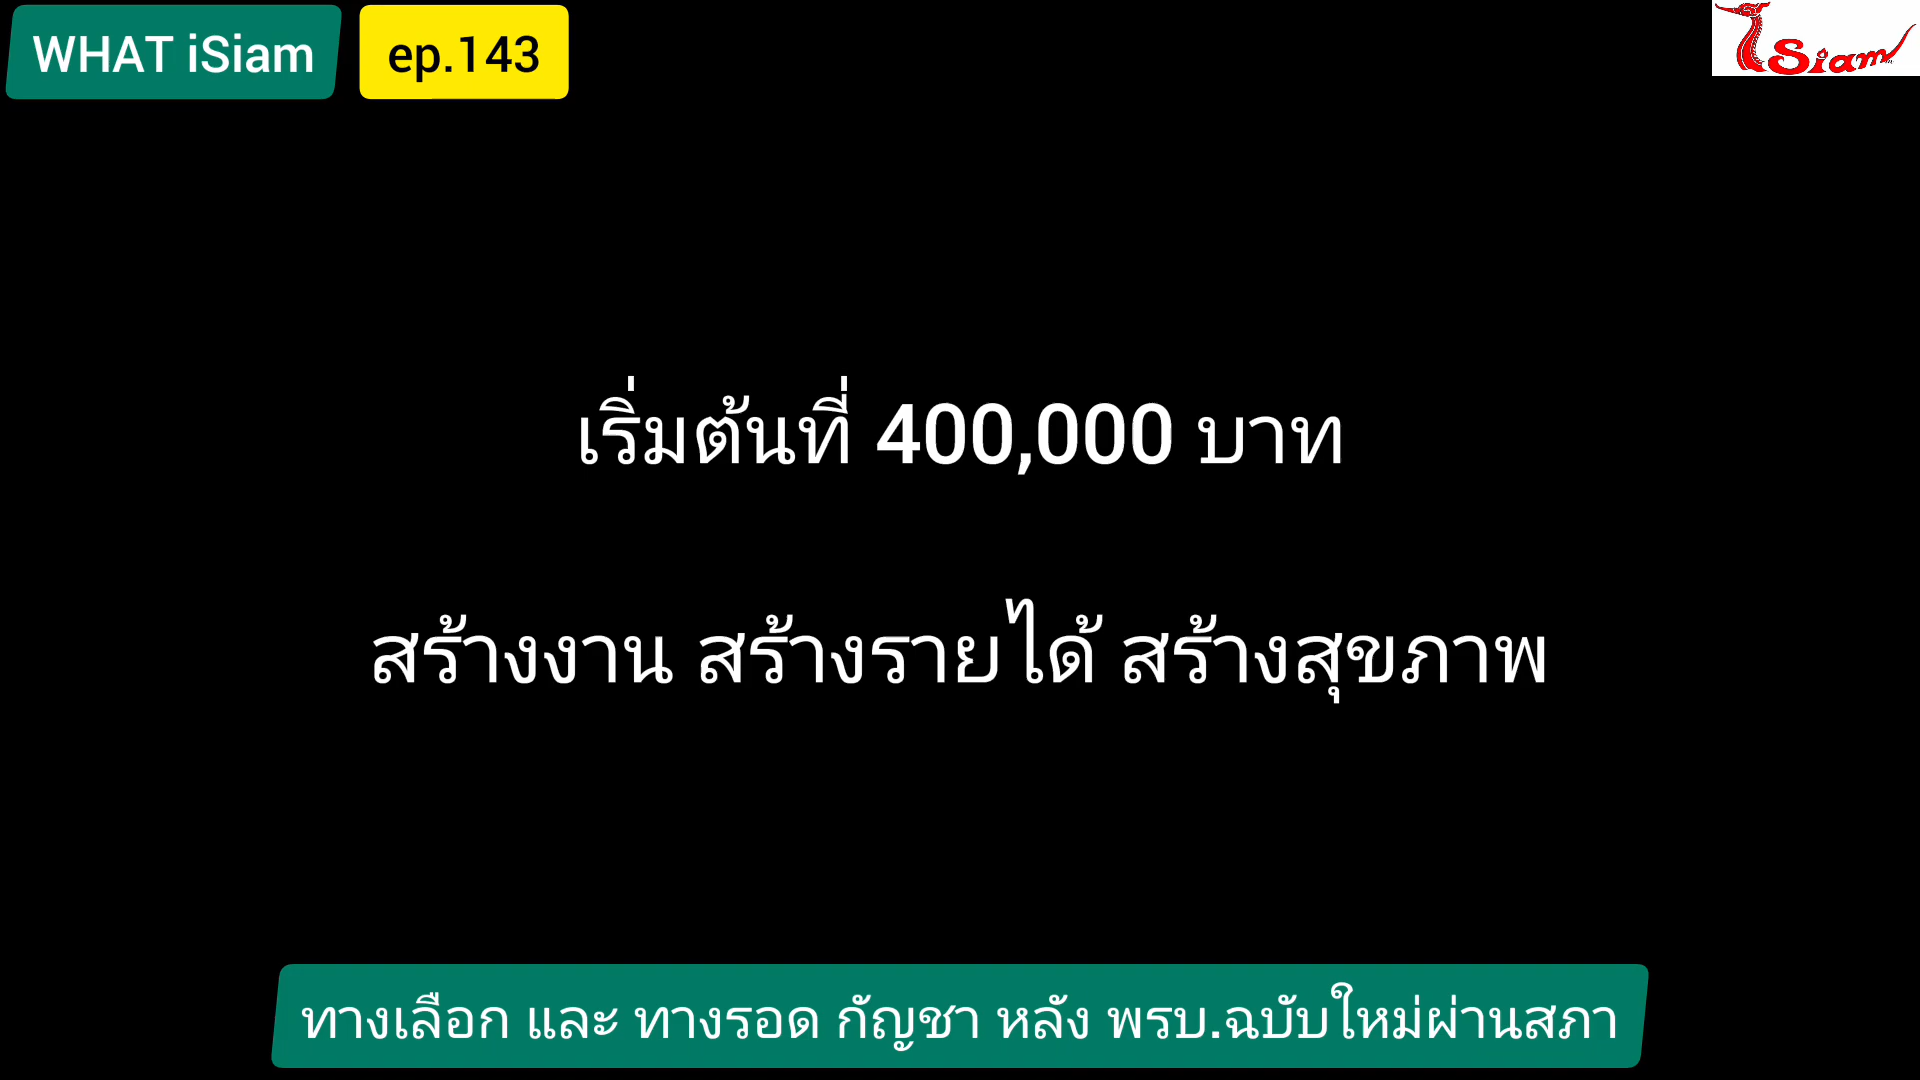 WHAT iSiam
ep.143
iSiam
เริ่มต้นที่ 400,000 บาท
สร้างงาน สร้างรายได้ สร้างสุขภาพ
ทางเลือก และ ทางรอด กัญชา หลัง พรบ.ฉบับใหม่ผ่านสภา